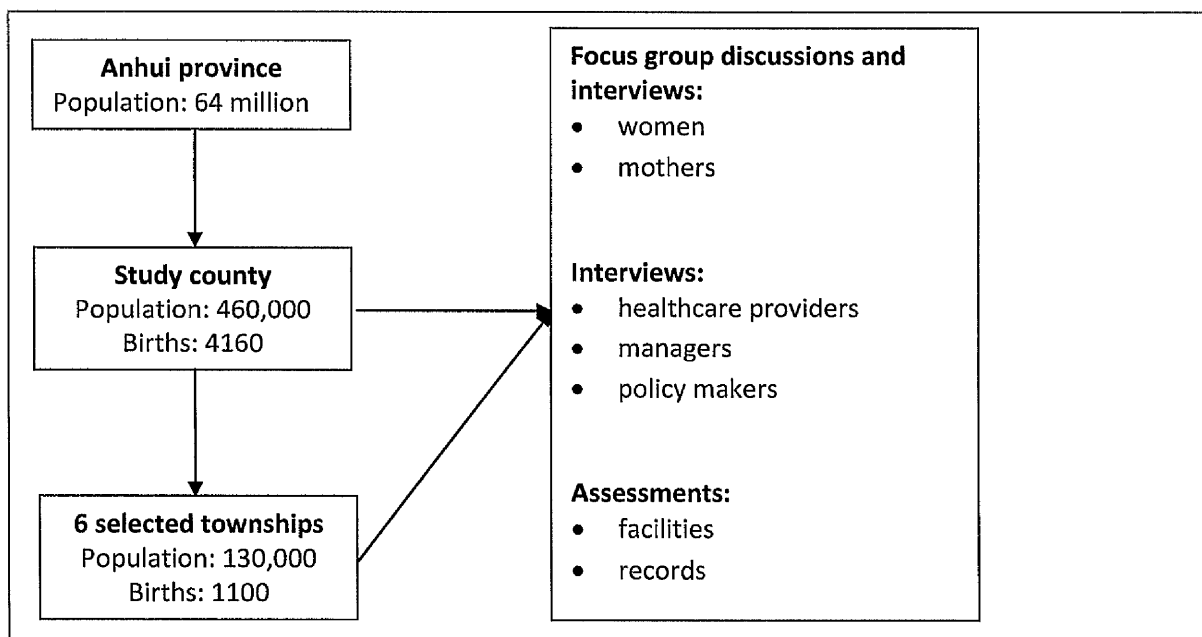 Anhui province
Population: 64 million
Study county
Population: 460,000
Births: 4160
6 selected townships
Population: 130,000
Births: 1100
Focus group discussions and
interviews:
• women
• mothers
Interviews:
• healthcare providers
• managers
• policy makers
Assessments:
• facilities
• records